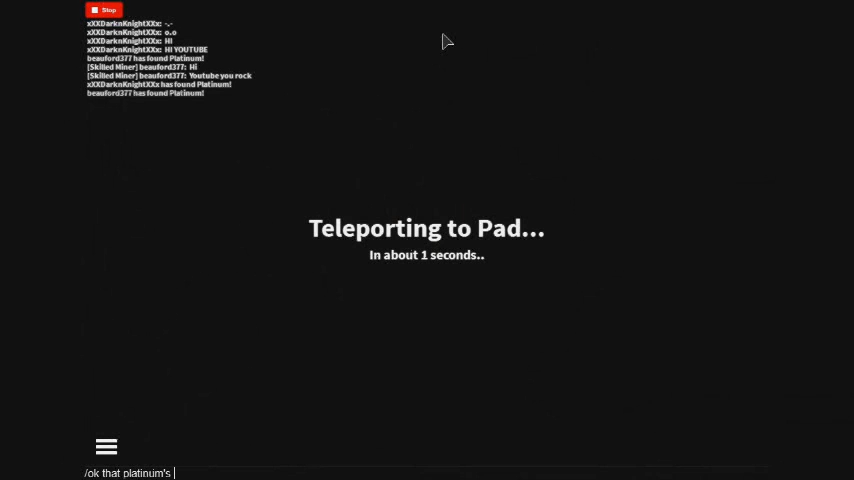 Stop
xXXDarknKnightXXx: -.-
xXXDarknKnightXXx: o.o
xXXDarknKnightXXx: HI
xXXDarknKnightXXx: HI YOUTUBE
beauford377 has found Platinum!
[Skilled Miner] beauford377: Hi
[Skilled Miner] beauford377: Youtube you rock
xXXDarknKnightXXx has found Platinum!
beauford377 has found Platinum!
Teleporting to Pad...
In about 1 seconds..
/ok that platinum's